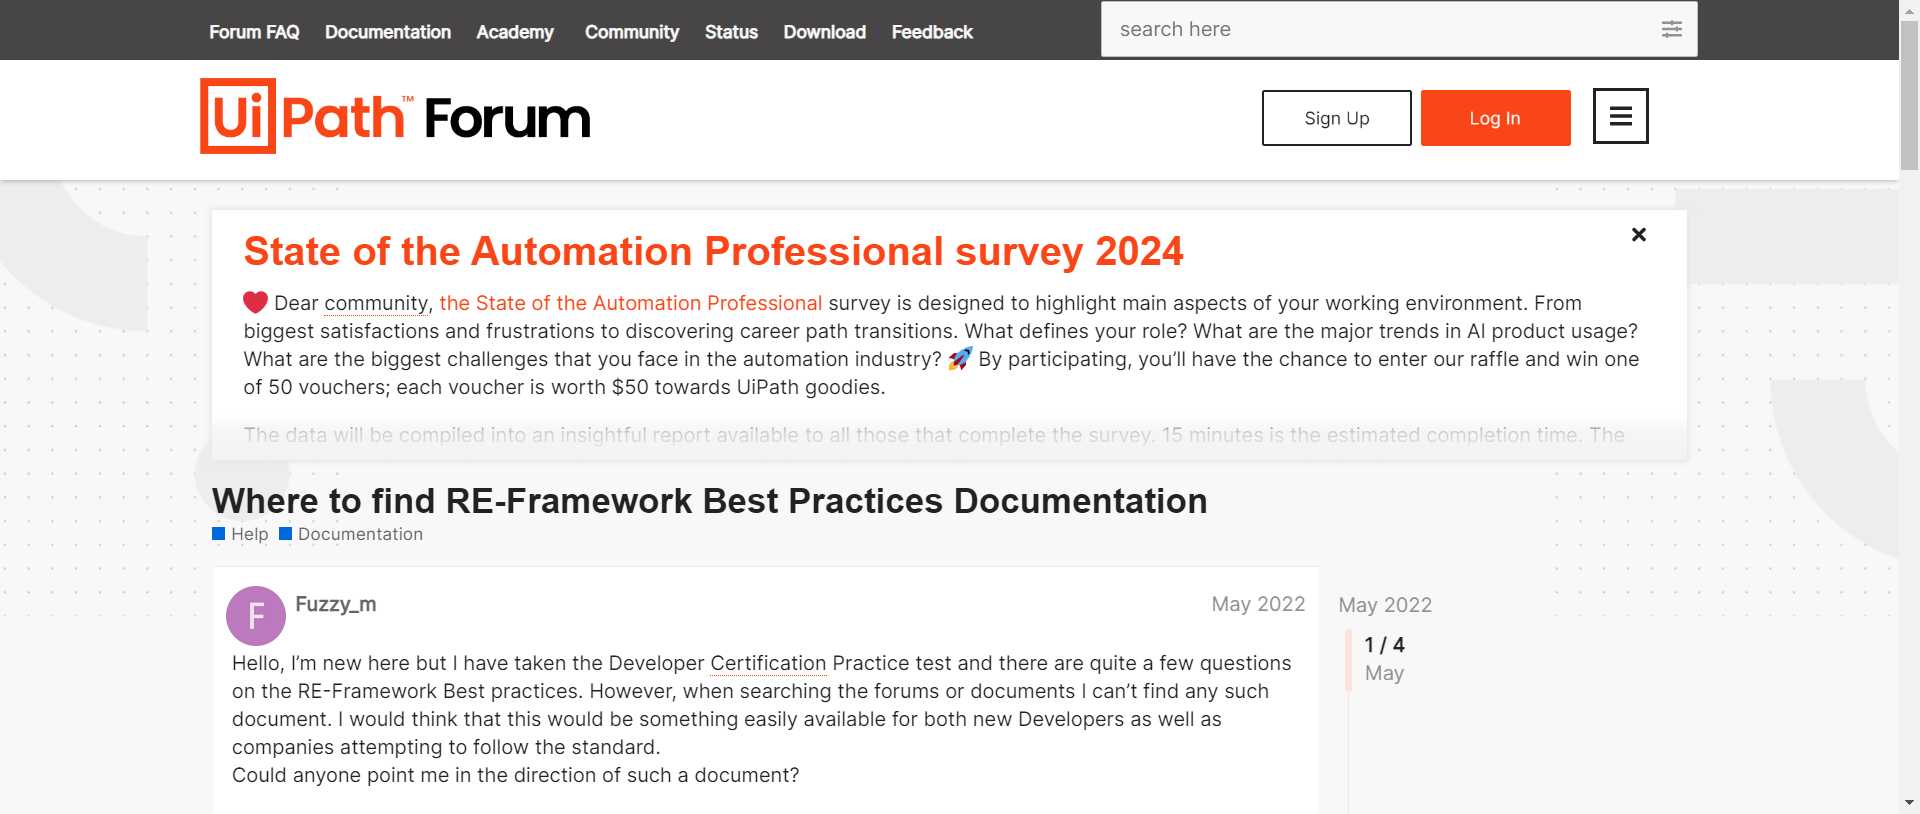 Forum FAQ Documentation Academy Community Status Download Feedback
search here
UiPath™ Forum
Sign Up
Log In
State of the Automation Professional survey 2024
Dear community, the State of the Automation Professional survey is designed to highlight main aspects of your working environment. From
biggest satisfactions and frustrations to discovering career path transitions. What defines your role? What are the major trends in AI product usage?
What are the biggest challenges that you face in the automation industry? 🚀 By participating, you’ll have the chance to enter our raffle and win one
of 50 vouchers; each voucher is worth $50 towards UiPath goodies.
The data will be compiled into an insightful report available to all those that complete the survey. 15 minutes is the estimated completion time. The
Where to find RE-Framework Best Practices Documentation
Help Documentation
F
Fuzzy_m
May 2022
Hello, I’m new here but I have taken the Developer Certification Practice test and there are quite a few questions
on the RE-Framework Best practices. However, when searching the forums or documents I can’t find any such
document. I would think that this would be something easily available for both new Developers as well as
companies attempting to follow the standard.
Could anyone point me in the direction of such a document?
May 2022
1 / 4
May